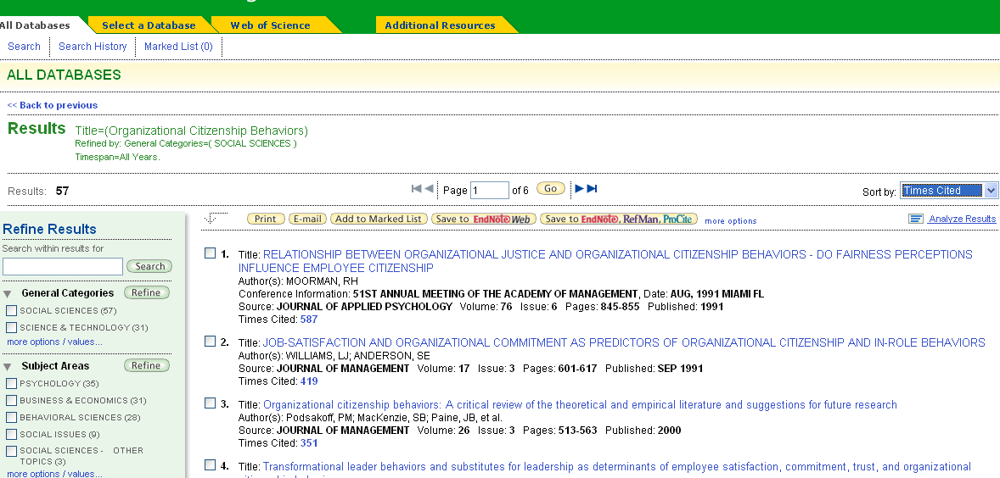 All Databases Select a Database Web of Science Additional Resources
Search Search History Marked List (0)
ALL DATABASES
<< Back to previous
Results Title=(Organizational Citizenship Behaviors)
Refined by: General Categories=( SOCIAL SCIENCES )
Timespan=All Years.
Results: 57 Page 1 of 6 Go Sort by: Times Cited
Print E-mail Add to Marked List Save to EndNote Web Save to EndNote, RefMan, ProCite more options Analyze Results
Refine Results
Search within results for
Search
General Categories Refine
SOCIAL SCIENCES (57)
SCIENCE & TECHNOLOGY (31)
more options / values...
Subject Areas Refine
PSYCHOLOGY (35)
BUSINESS & ECONOMICS (31)
BEHAVIORAL SCIENCES (28)
SOCIAL ISSUES (9)
SOCIAL SCIENCES - OTHER
TOPICS (3)
more options / values...
1. Title: RELATIONSHIP BETWEEN ORGANIZATIONAL JUSTICE AND ORGANIZATIONAL CITIZENSHIP BEHAVIORS - DO FAIRNESS PERCEPTIONS
INFLUENCE EMPLOYEE CITIZENSHIP
Author(s): MOORMAN, RH
Conference Information: 51ST ANNUAL MEETING OF THE ACADEMY OF MANAGEMENT, Date: AUG, 1991 MIAMI FL
Source: JOURNAL OF APPLIED PSYCHOLOGY Volume: 76 Issue: 6 Pages: 845-855 Published: 1991
Times Cited: 587
2. Title: JOB-SATISFACTION AND ORGANIZATIONAL COMMITMENT AS PREDICTORS OF ORGANIZATIONAL CITIZENSHIP AND IN-ROLE BEHAVIORS
Author(s): WILLIAMS, LJ; ANDERSON, SE
Source: JOURNAL OF MANAGEMENT Volume: 17 Issue: 3 Pages: 601-617 Published: SEP 1991
Times Cited: 419
3. Title: Organizational citizenship behaviors: A critical review of the theoretical and empirical literature and suggestions for future research
Author(s): Podsakoff, PM; MacKenzie, SB; Paine, JB, et al.
Source: JOURNAL OF MANAGEMENT Volume: 26 Issue: 3 Pages: 513-563 Published: 2000
Times Cited: 351
4. Title: Transformational leader behaviors and substitutes for leadership as determinants of employee satisfaction, commitment, trust, and organizational